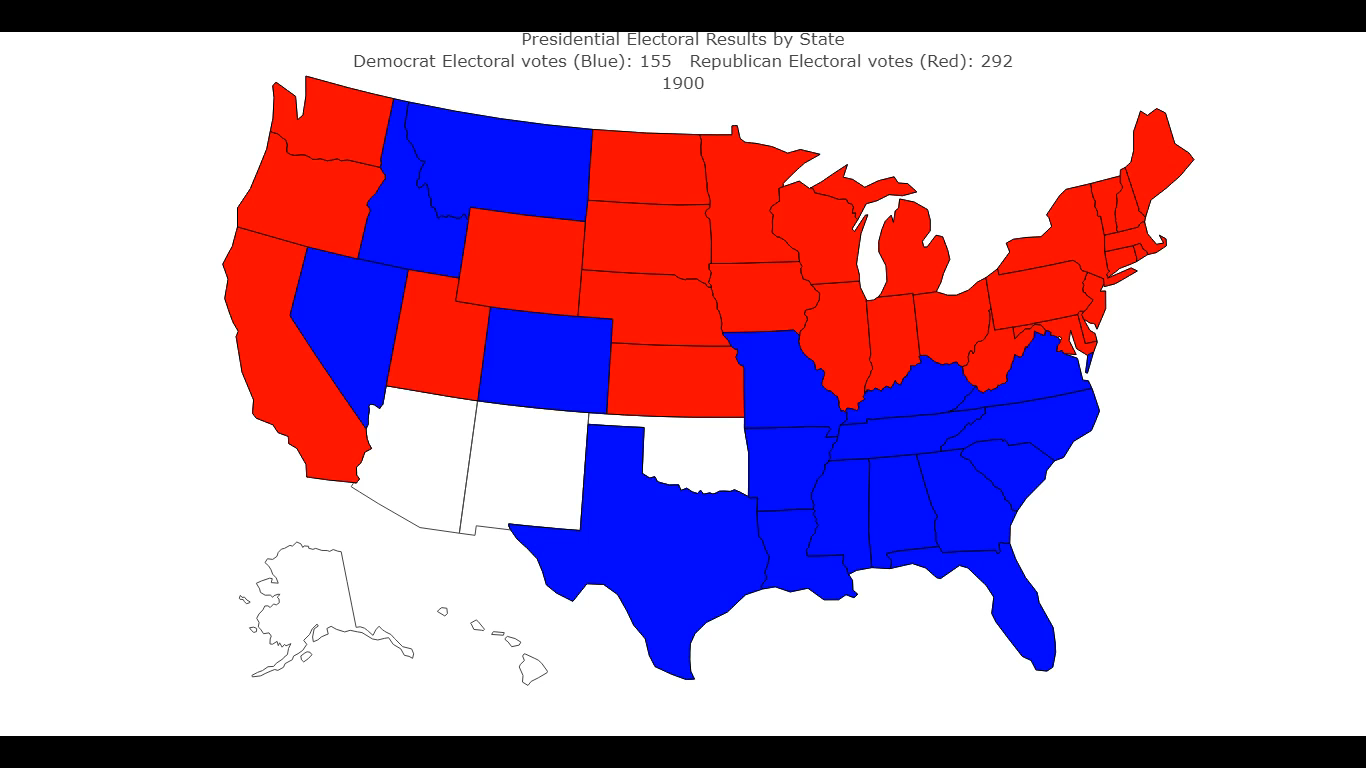 Presidential Electoral Results by State
Democrat Electoral votes (Blue): 155   Republican Electoral votes (Red): 292
1900